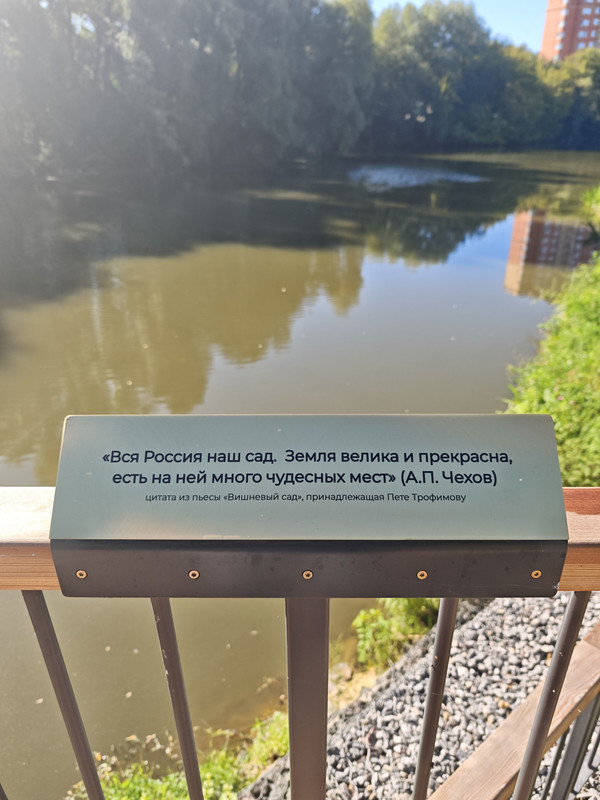 «Вся Россия наш сад. Земля велика и прекрасна,
есть на ней много чудесных мест» (А.П. Чехов)
цитата из пьесы «Вишневый сад», принадлежащая Пете Трофимову